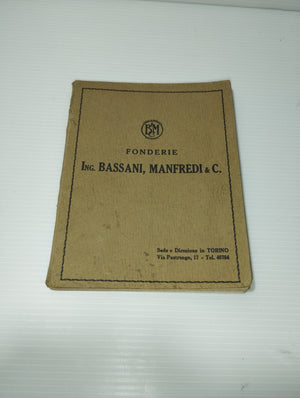 BM
FONDERIE
ING. BASSANI, MANFREDI & C.
Sede e Direzione in TORINO
Via Pastrengo, 17 - Tel. 40784